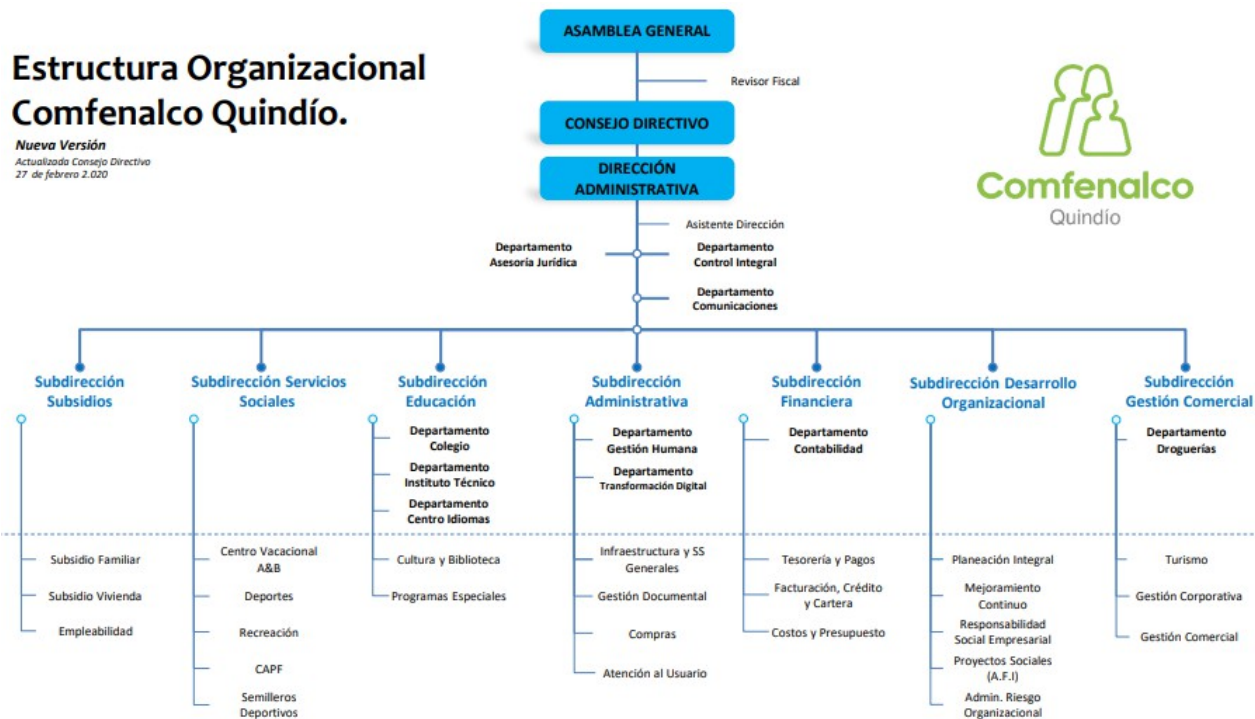 ASAMBLEA GENERAL
Estructura Organizacional
Comfenalco Quindío.
Nueva Versión
Actualizada Consejo Directivo
27 de febrero 2.020
Revisor Fiscal
CONSEJO DIRECTIVO
DIRECCIÓN
ADMINISTRATIVA
Comfenalco
Quindío
Asistente Dirección
Departamento
Asesoría Jurídica
Departamento
Control Integral
Departamento
Comunicaciones
Subdirección
Subsidios
Subsidio Familiar
Subsidio Vivienda
Empleabilidad
Subdirección Servicios
Sociales
Centro Vacacional
A&B
Deportes
Recreación
CAPF
Semilleros
Deportivos
Subdirección
Educación
Departamento
Colegio
Departamento
Instituto Técnico
Departamento
Centro Idiomas
Cultura y Biblioteca
Programas Especiales
Subdirección
Administrativa
Departamento
Gestión Humana
Departamento
Transformación Digital
Infraestructura y SS
Generales
Gestión Documental
Compras
Atención al Usuario
Subdirección
Financiera
Departamento
Contabilidad
Tesorería y Pagos
Facturación, Crédito
y Cartera
Costos y Presupuesto
Subdirección Desarrollo
Organizacional
Planeación Integral
Mejoramiento
Continuo
Responsabilidad
Social Empresarial
Proyectos Sociales
(A.F.I)
Admin. Riesgo
Organizacional
Subdirección
Gestión Comercial
Departamento
Droguerías
Turismo
Gestión Corporativa
Gestión Comercial